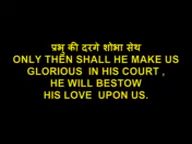 प्रभु की दरगे शोभा सेथ
ONLY THEN SHALL HE MAKE US
GLORIOUS IN HIS COURT ,
HE WILL BESTOW
HIS LOVE UPON US.